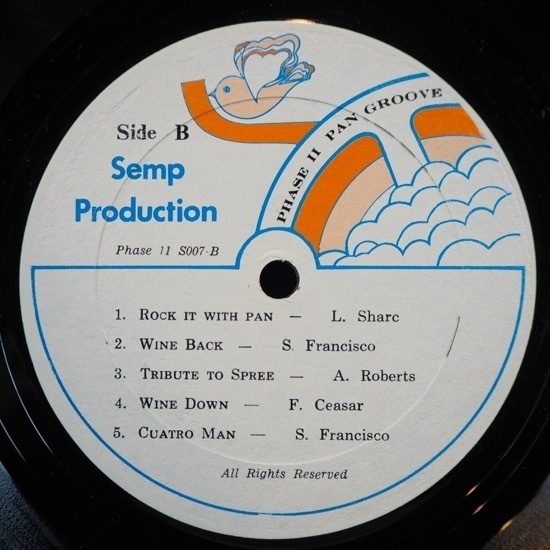 PHASE II PAN GROOVE
Side B
Semp
Production
Phase 11 S007-B
1. ROCK IT WITH PAN — L. Sharc
2. WINE BACK — S. Francisco
3. TRIBUTE TO SPREE — A. Roberts
4. WINE DOWN — F. Ceasar
5. CUATRO MAN — S. Francisco
All Rights Reserved